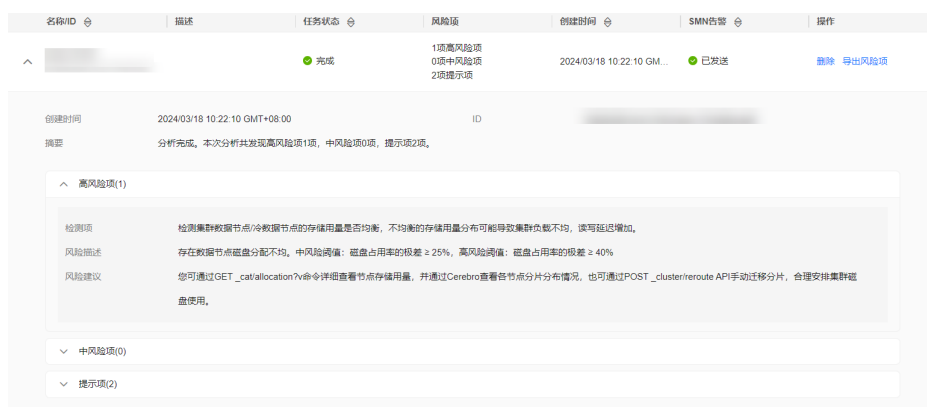 名称/ID 描述 任务状态 风险项 创建时间 SMN告警 操作
1项高风险项
完成 0项中风险项 2024/03/18 10:22:10 GM... 已发送 删除 导出风险项
2项提示项
创建时间 2024/03/18 10:22:10 GMT+08:00 ID
摘要 分析完成。本次分析共发现高风险项1项，中风险项0项，提示项2项。
高风险项(1)
检测项 检测集群数据节点/冷数据节点的存储用量是否均衡，不均衡的存储用量分布可能导致集群负载不均，读写延迟增加。
风险描述 存在数据节点磁盘分配不均。中风险阈值：磁盘占用率的极差 ≥ 25%，高风险阈值：磁盘占用率的极差 ≥ 40%
风险建议 您可通过GET _cat/allocation?v命令详细查看节点存储用量，并通过Cerebro查看各节点分片分布情况，也可通过POST _cluster/reroute API手动迁移分片，合理安排集群磁
盘使用。
中风险项(0)
提示项(2)